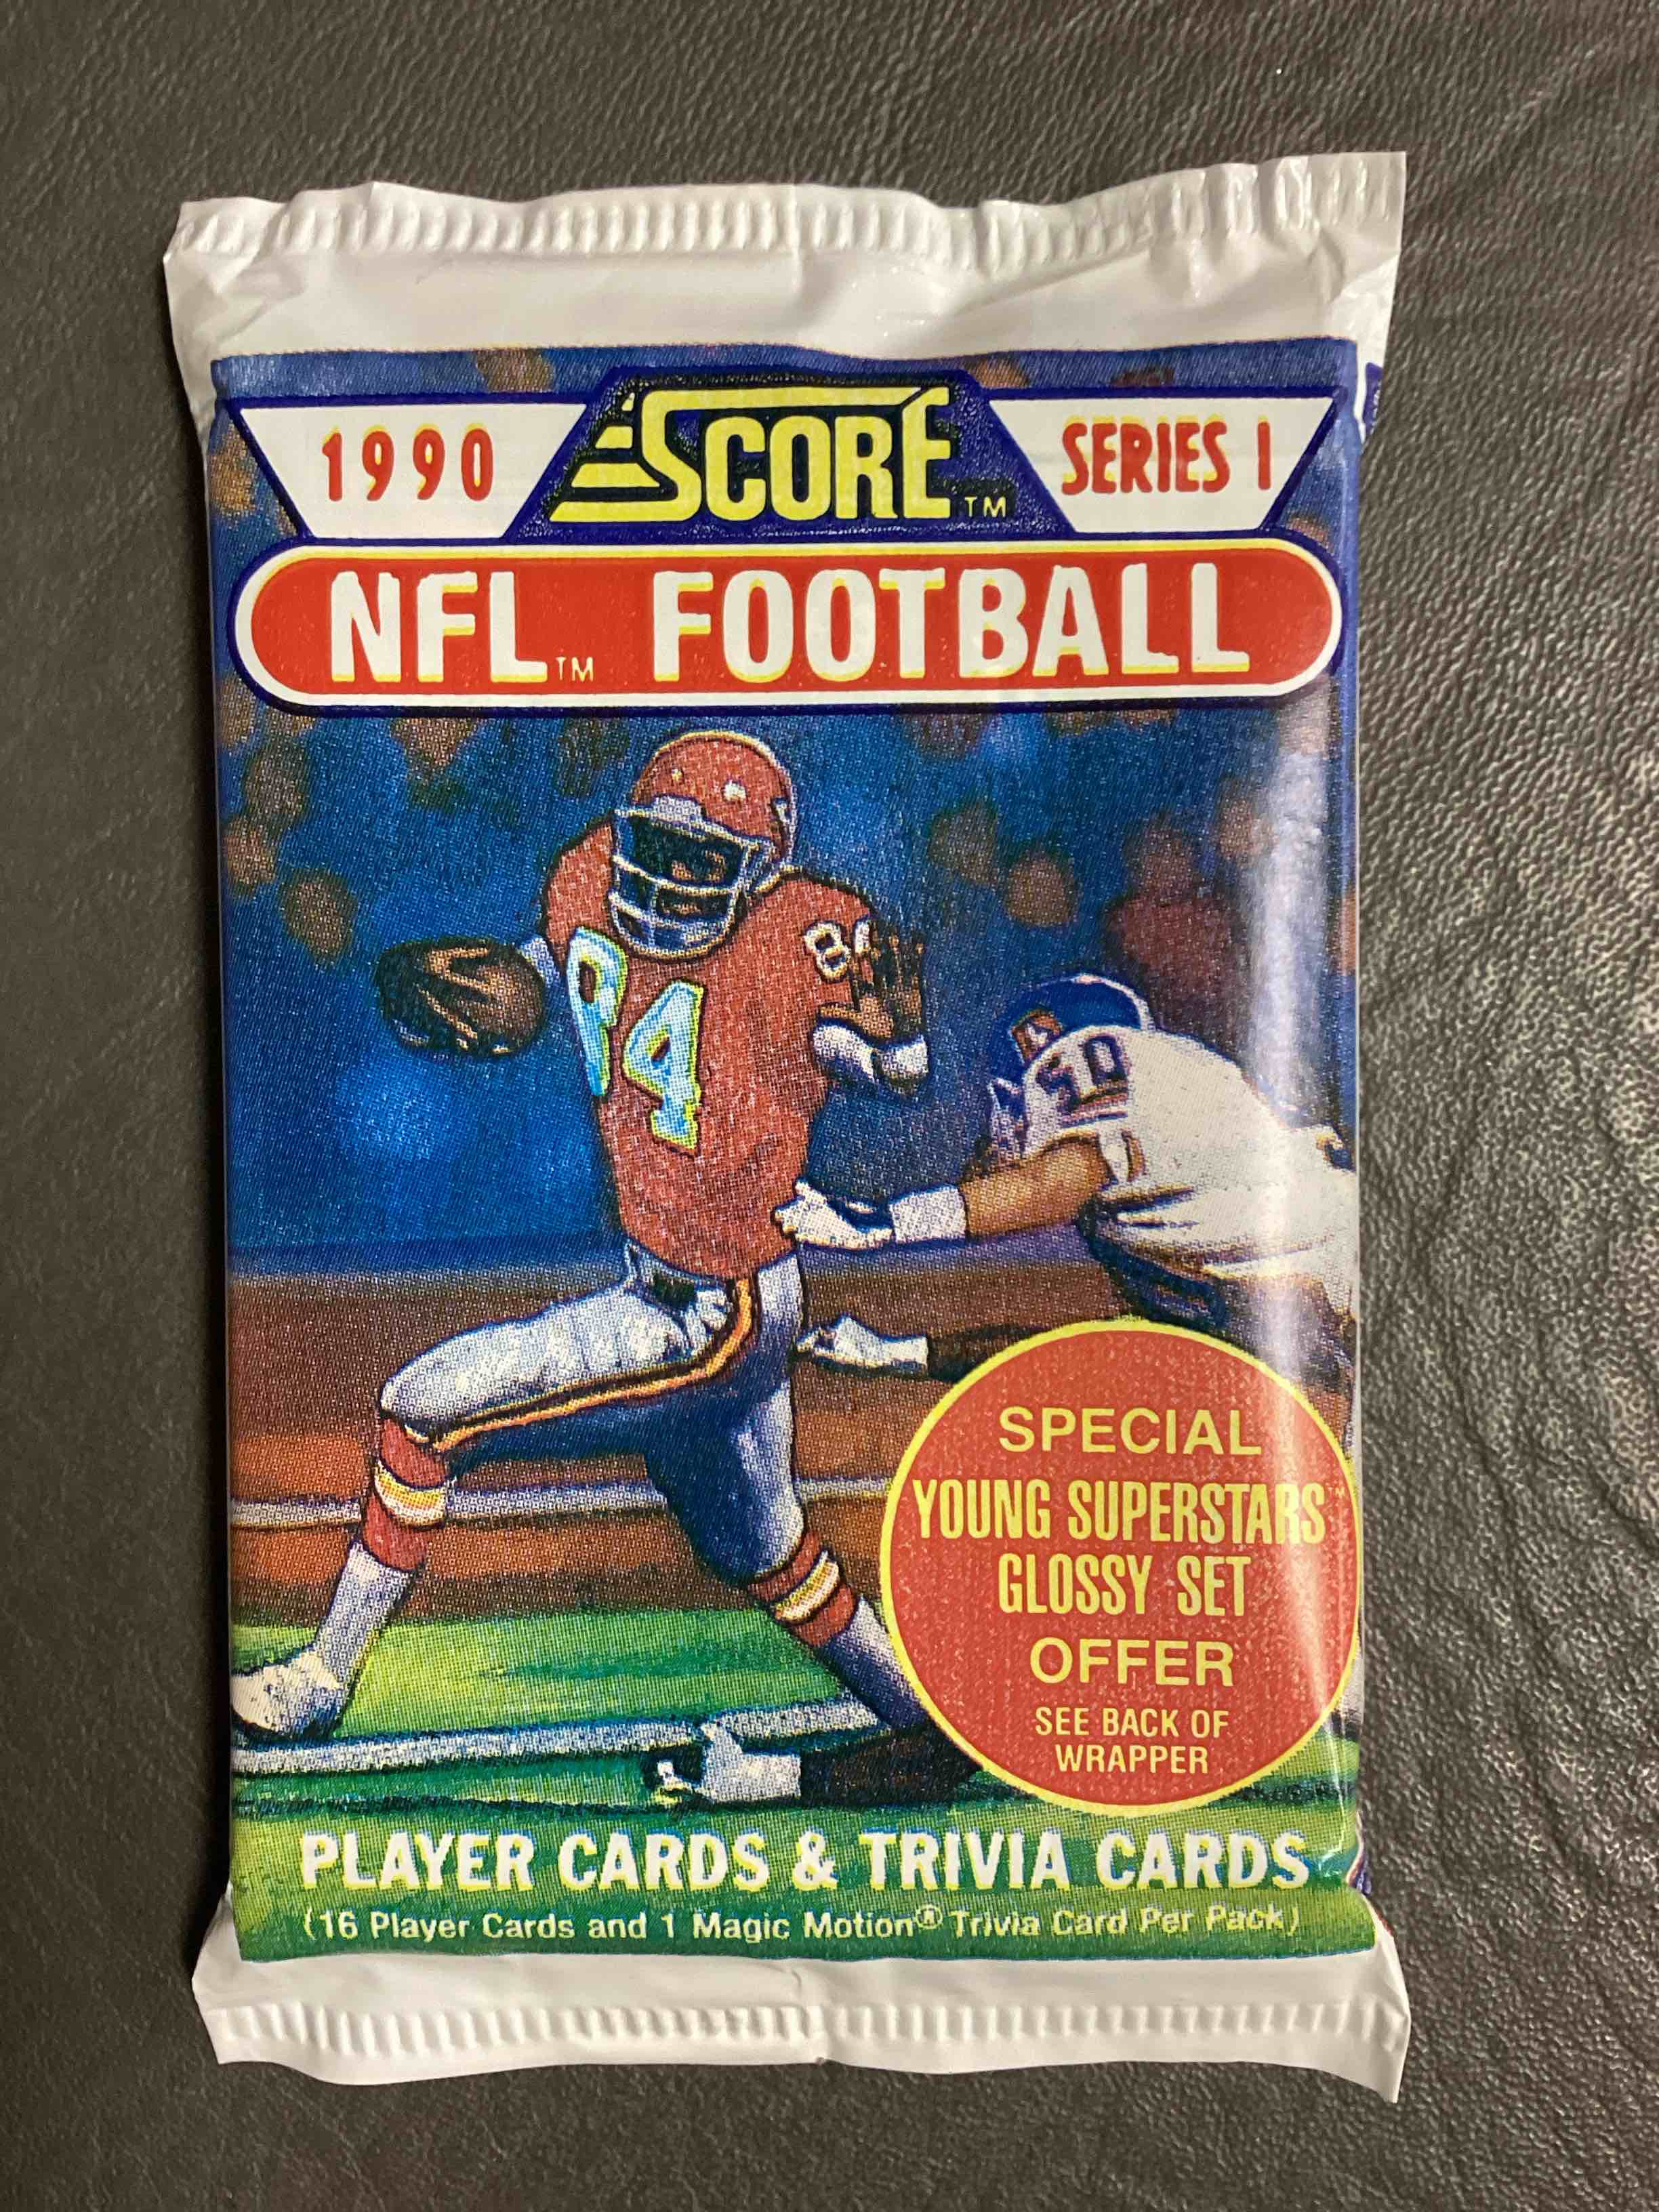 1990 SCORE™ SERIES 1
NFL™ FOOTBALL
84
84
50
SPECIAL
YOUNG SUPERSTARS
GLOSSY SET
OFFER
SEE BACK OF
WRAPPER
PLAYER CARDS & TRIVIA CARDS
(16 Player Cards and 1 Magic Motion® Trivia Card Per Pack)